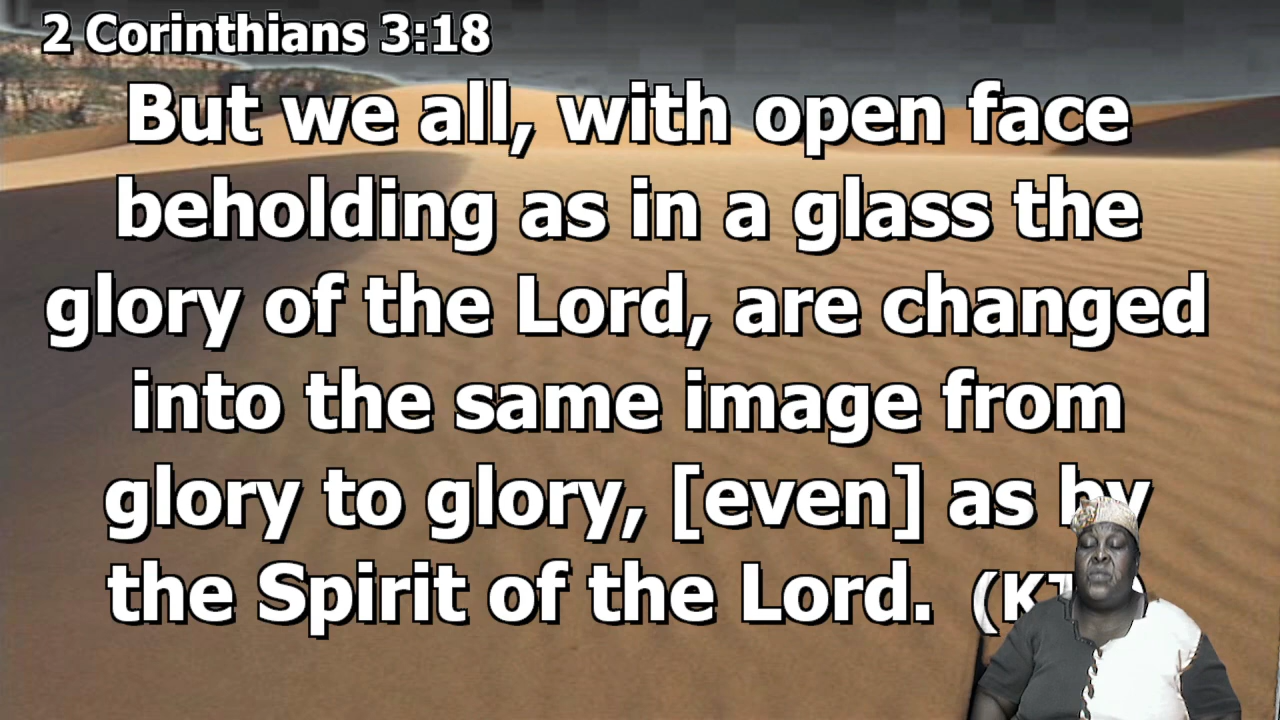 2 Corinthians 3:18
But we all, with open face
beholding as in a glass the
glory of the Lord, are changed
into the same image from
glory to glory, [even] as by
the Spirit of the Lord.